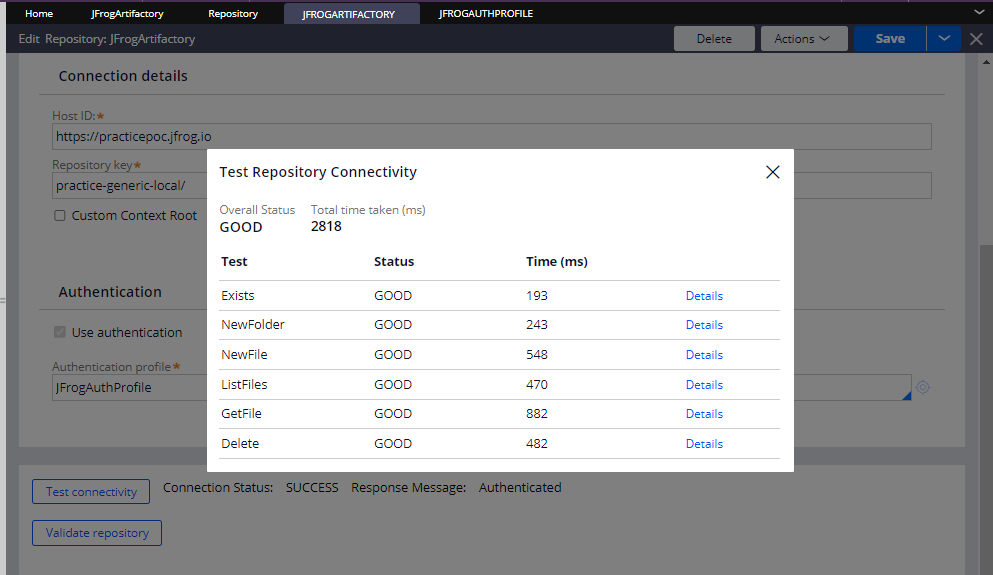 Home JFrogArtifactory Repository JFROGARTIFACTORY JFROGAUTHPROFILE
Edit Repository: JFrogArtifactory Delete Actions Save
Connection details
Host ID:*
https://practicepoc.jfrog.io
Repository key*
practice-generic-local/
Custom Context Root
Authentication
Use authentication
Authentication profile*
JFrogAuthProfile
Test Repository Connectivity
Overall Status Total time taken (ms)
GOOD 2818
Test Status Time (ms)
Exists GOOD 193 Details
NewFolder GOOD 243 Details
NewFile GOOD 548 Details
ListFiles GOOD 470 Details
GetFile GOOD 882 Details
Delete GOOD 482 Details
Test connectivity Connection Status: SUCCESS Response Message: Authenticated
Validate repository